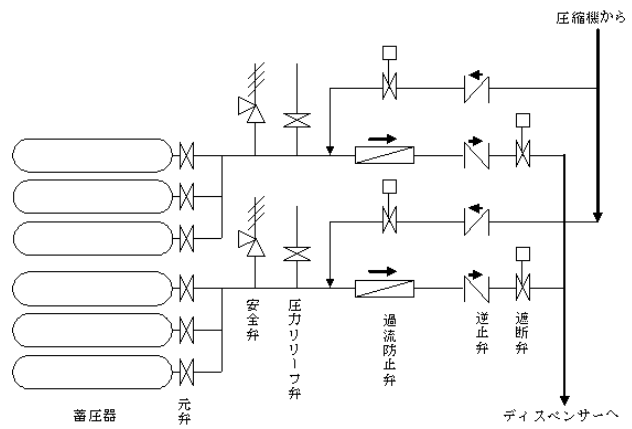 圧縮機から
安全弁
圧力リリーフ弁
過流防止弁
逆止弁
遮断弁
蓄圧器
元弁
ディスペンサーへ